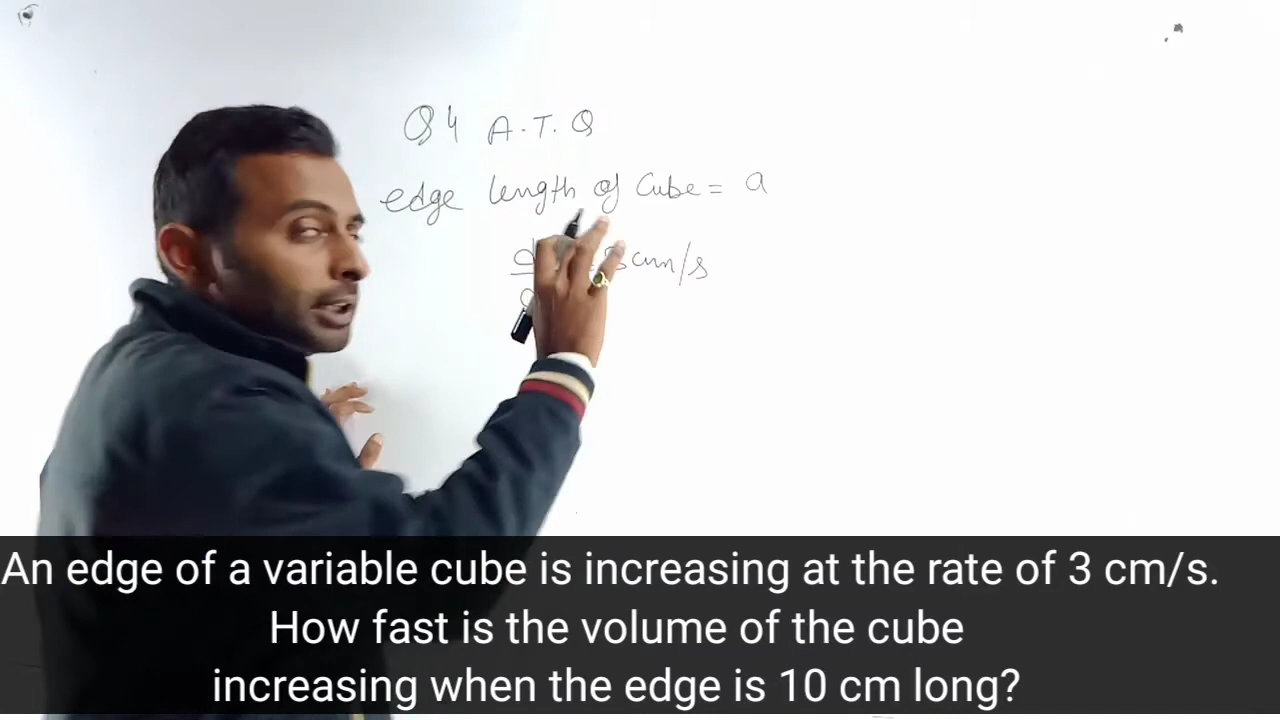 Q4 A.T.Q
edge length of Cube = a
cm/s
An edge of a variable cube is increasing at the rate of 3 cm/s.
How fast is the volume of the cube
increasing when the edge is 10 cm long?